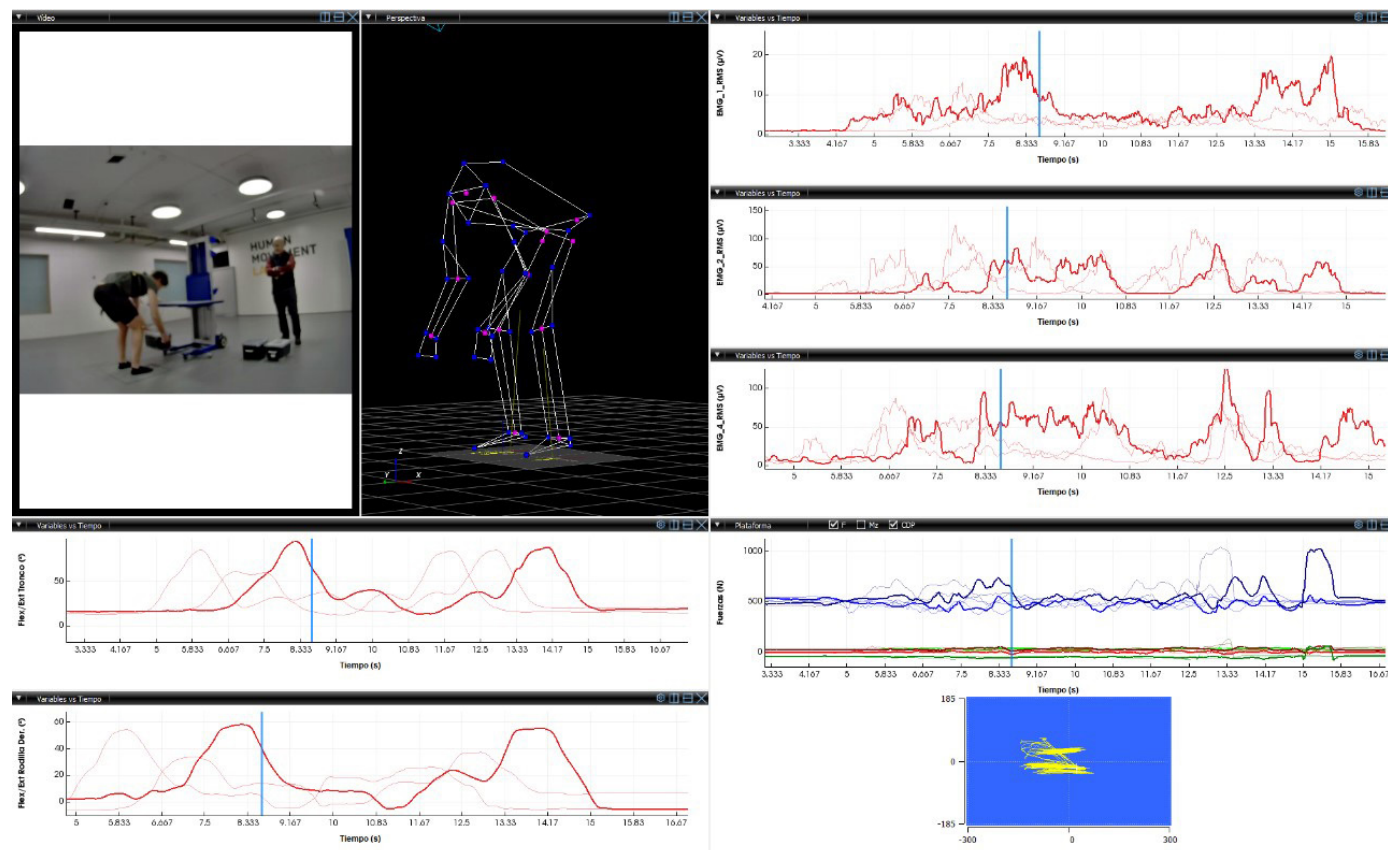 Vídeo
HUMAN
MOVEMENT
Perspectiva
Z
Y
X
Variables vs Tiempo
EMG_1_RMS (µV)
20
10
0
3.333 4.167 5 5.833 6.667 7.5 8.333 9.167 10 10.83 11.67 12.5 13.33 14.17 15 15.83
Tiempo (s)
Variables vs Tiempo
EMG_2_RMS (µV)
150
100
50
0
4.167 5 5.833 6.667 7.5 8.333 9.167 10 10.83 11.67 12.5 13.33 14.17 15
Tiempo (s)
Variables vs Tiempo
EMG_4_RMS (µV)
100
50
0
5 5.833 6.667 7.5 8.333 9.167 10 10.83 11.67 12.5 13.33 14.17 15
Tiempo (s)
Variables vs Tiempo
Flex/Ext Tronco (º)
50
0
3.333 4.167 5 5.833 6.667 7.5 8.333 9.167 10 10.83 11.67 12.5 13.33 14.17 15 15.83 16.67
Tiempo (s)
Variables vs Tiempo
Flex/Ext Rodilla Der. (º)
60
40
20
0
5 5.833 6.667 7.5 8.333 9.167 10 10.83 11.67 12.5 13.33 14.17 15 15.83 16.67
Tiempo (s)
Plataforma F Mz COP
Fuerzas (N)
1000
500
0
3.333 4.167 5 5.833 6.667 7.5 8.333 9.167 10 10.83 11.67 12.5 13.33 14.17 15 15.83 16.67
Tiempo (s)
185
0
-185
-300 0 300